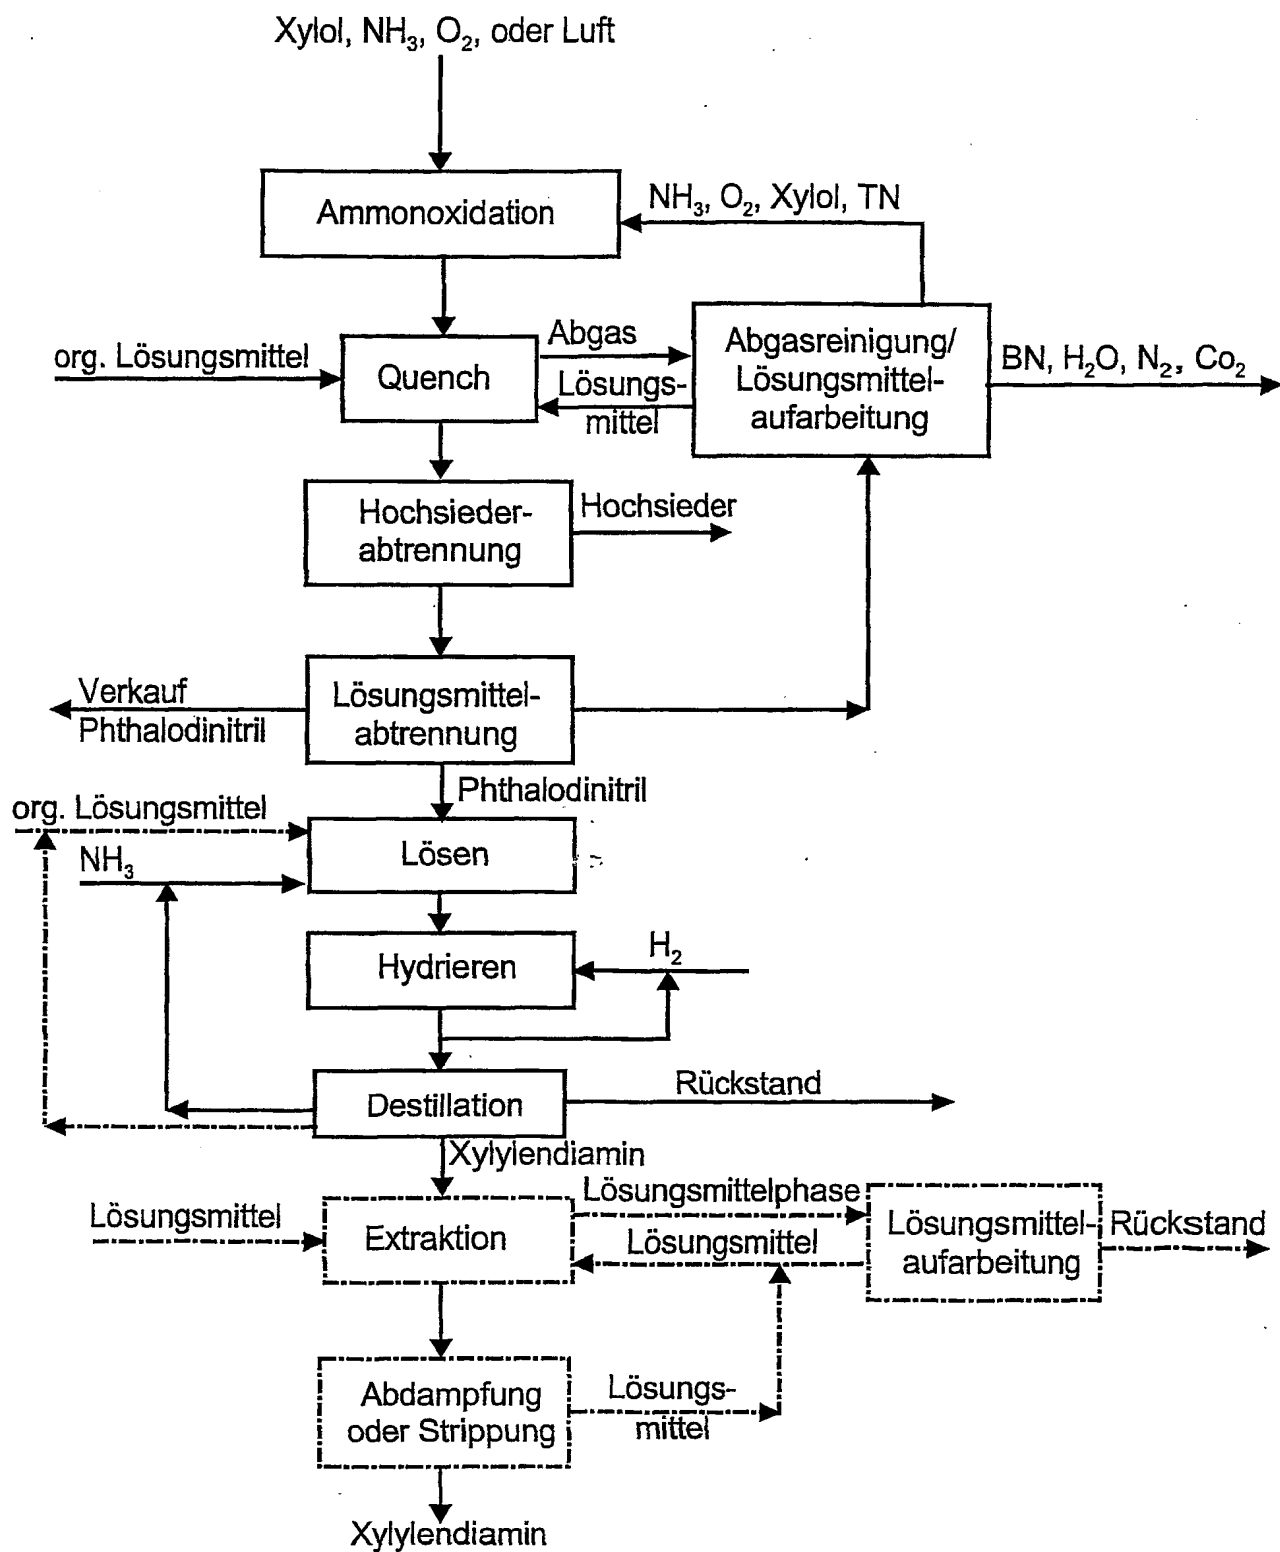 Xylol, NH₃, O₂, oder Luft
Ammonoxidation
NH₃, O₂, Xylol, TN
org. Lösungsmittel
Quench
Abgas
Lösungs-
mittel
Abgasreinigung/
Lösungsmittel-
aufarbeitung
BN, H₂O, N₂, Co₂
Hochsieder-
abtrennung
Hochsieder
Verkauf
Phthalodinitril
Lösungsmittel-
abtrennung
Phthalodinitril
org. Lösungsmittel
Lösen
NH₃
Hydrieren
H₂
Destillation
Rückstand
Xylylendiamin
Lösungsmittel
Extraktion
Lösungsmittelphase
Lösungsmittel
Lösungsmittel-
aufarbeitung
Rückstand
Abdampfung
oder Strippung
Lösungs-
mittel
Xylylendiamin